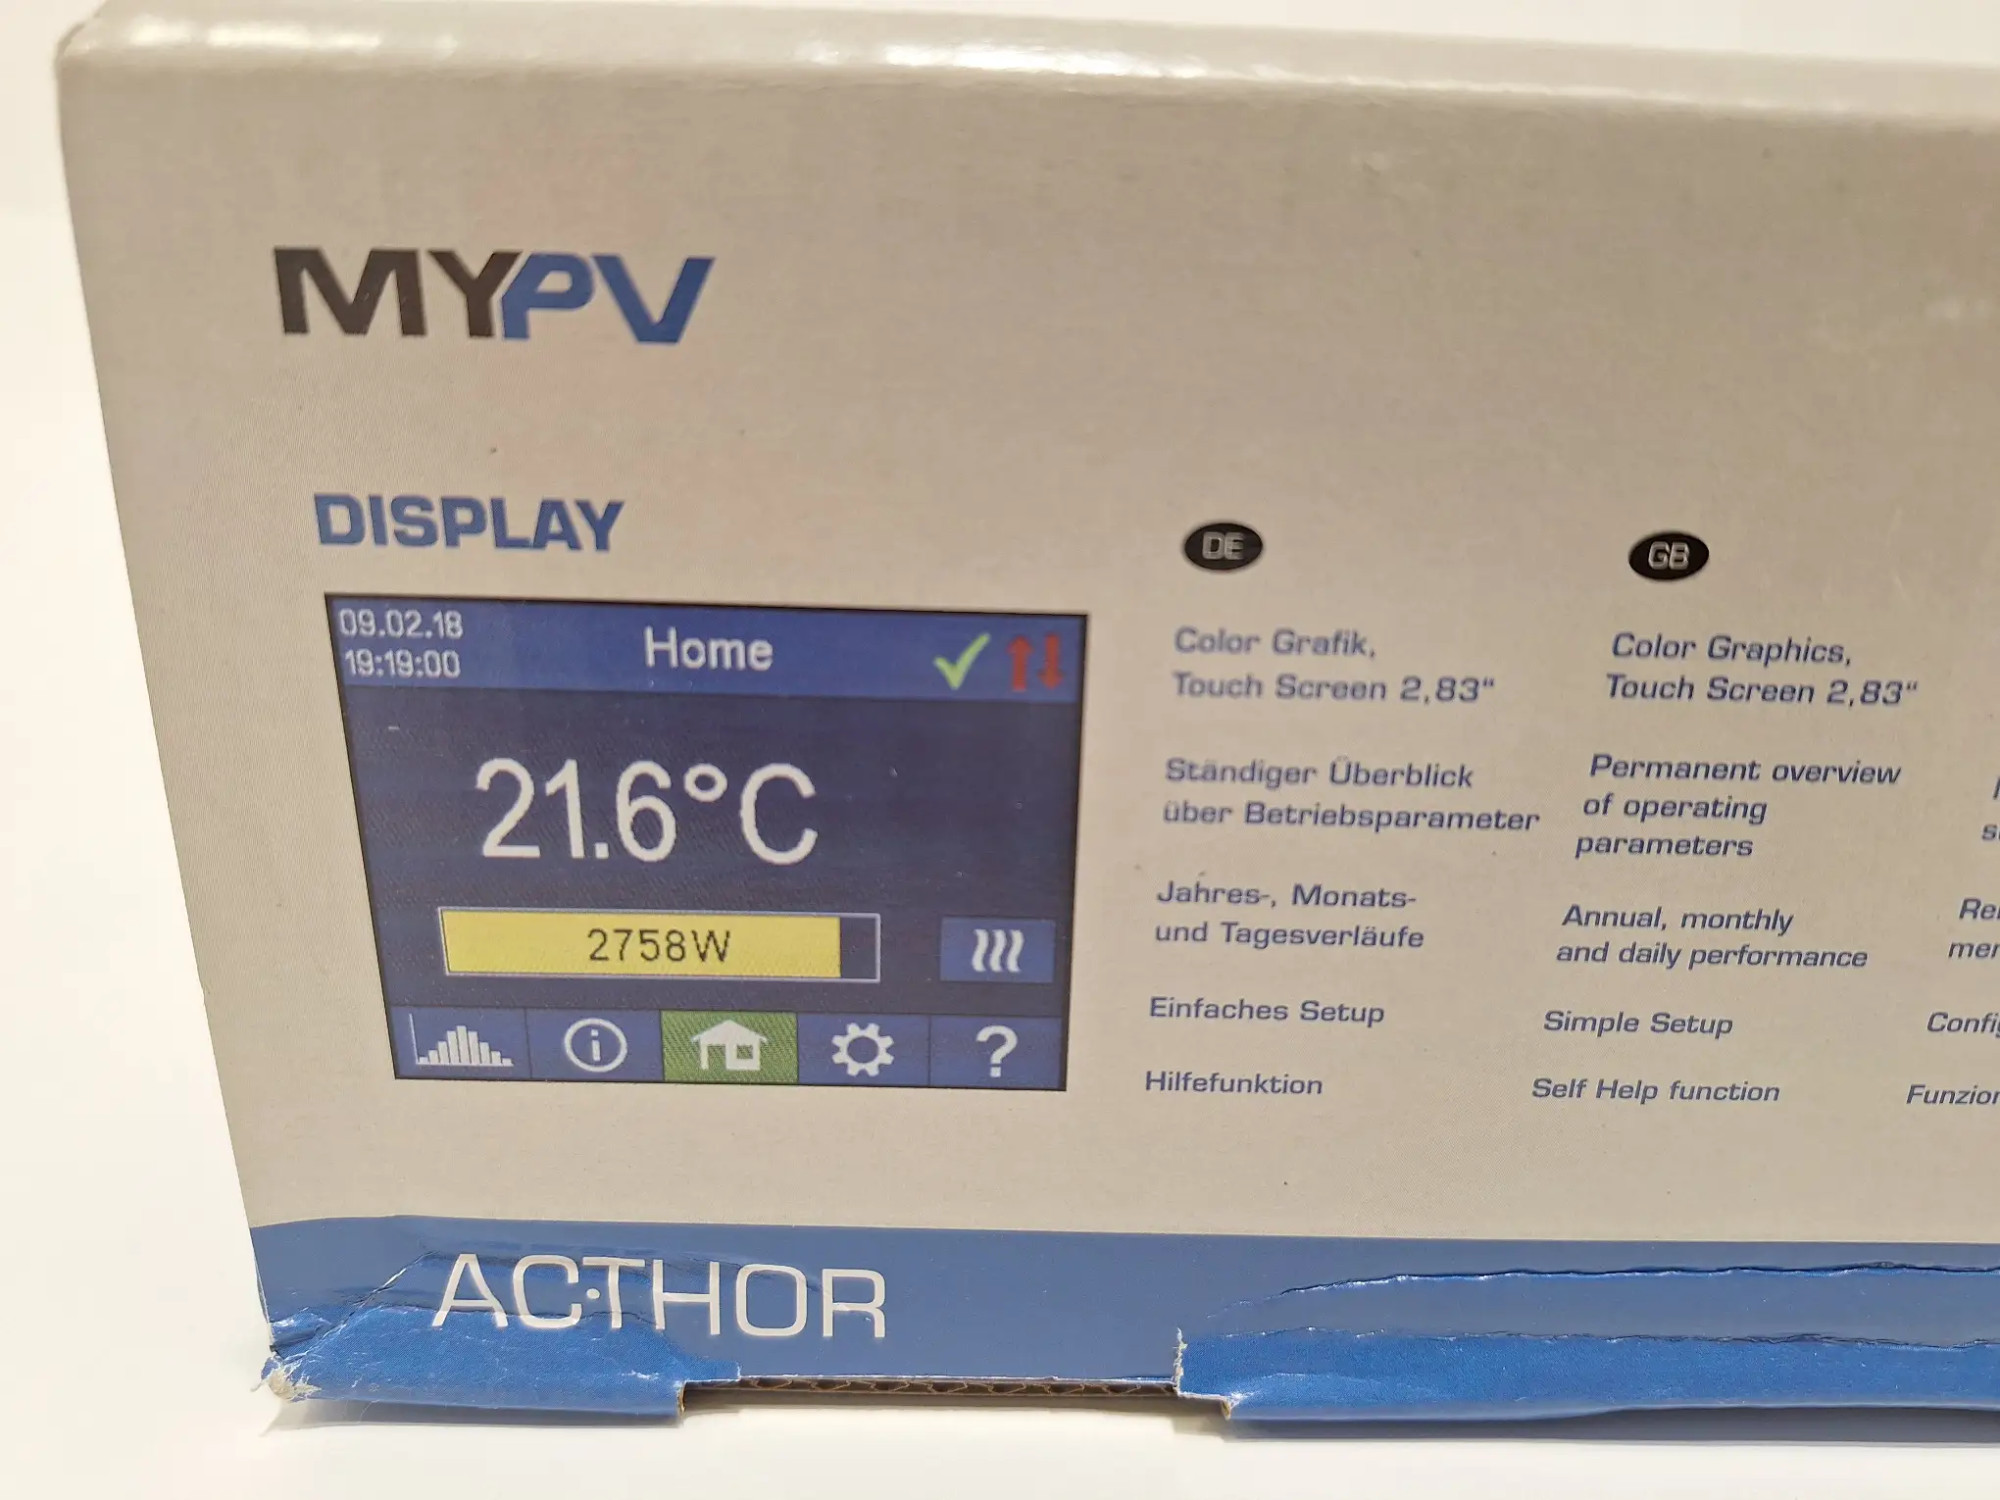 MYPV
DISPLAY
09.02.18
19:19:00
Home
21.6°C
2758W
?
DE
Color Grafik,
Touch Screen 2,83“
Ständiger Überblick
über Betriebsparameter
Jahres-, Monats-
und Tagesverläufe
Einfaches Setup
Hilfefunktion
GB
Color Graphics,
Touch Screen 2,83“
Permanent overview
of operating
parameters
Annual, monthly
and daily performance
Simple Setup
Self Help function
AC•THOR